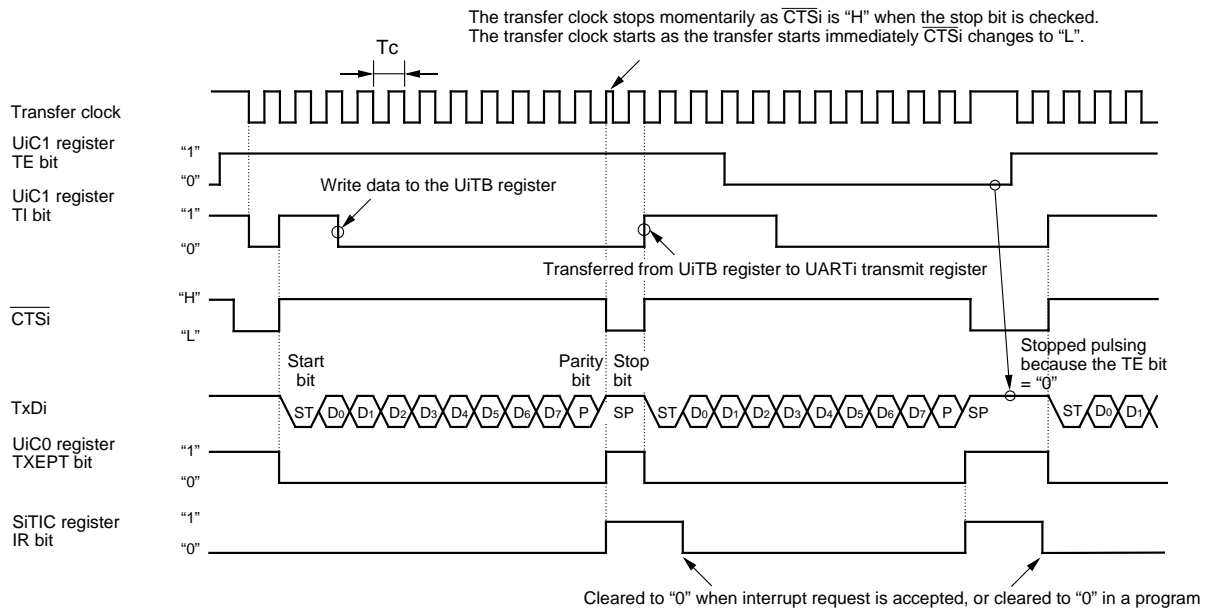 The transfer clock stops momentarily as CTSi is “H” when the stop bit is checked.
The transfer clock starts as the transfer starts immediately CTSi changes to “L”.
Tc
Transfer clock
UiC1 register
TE bit
“1”
“0”
Write data to the UiTB register
UiC1 register
TI bit
“1”
“0”
Transferred from UiTB register to UARTi transmit register
CTSi
“H”
“L”
Start
bit
Parity
bit
Stop
bit
Stopped pulsing
because the TE bit
= “0”
TxDi
ST D0 D1 D2 D3 D4 D5 D6 D7 P SP ST D0 D1 D2 D3 D4 D5 D6 D7 P SP ST D0 D1
UiC0 register
TXEPT bit
“1”
“0”
SiTIC register
IR bit
“1”
“0”
Cleared to “0” when interrupt request is accepted, or cleared to “0” in a program